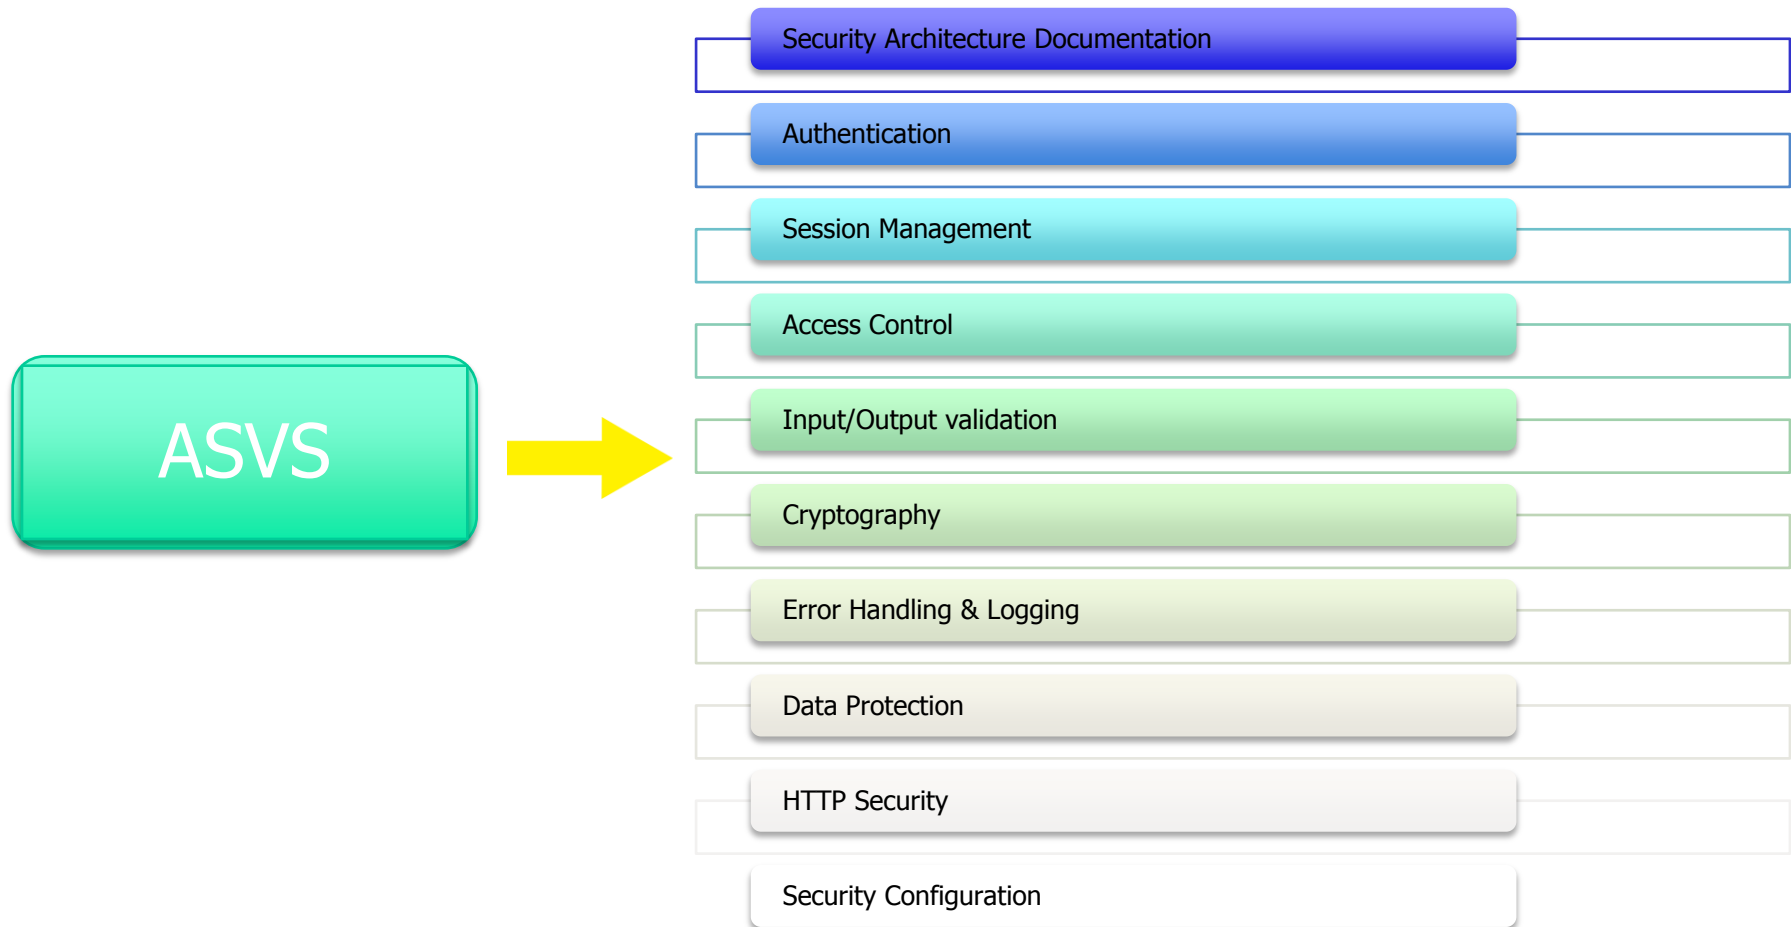 ASVS
Security Architecture Documentation
Authentication
Session Management
Access Control
Input/Output validation
Cryptography
Error Handling & Logging
Data Protection
HTTP Security
Security Configuration